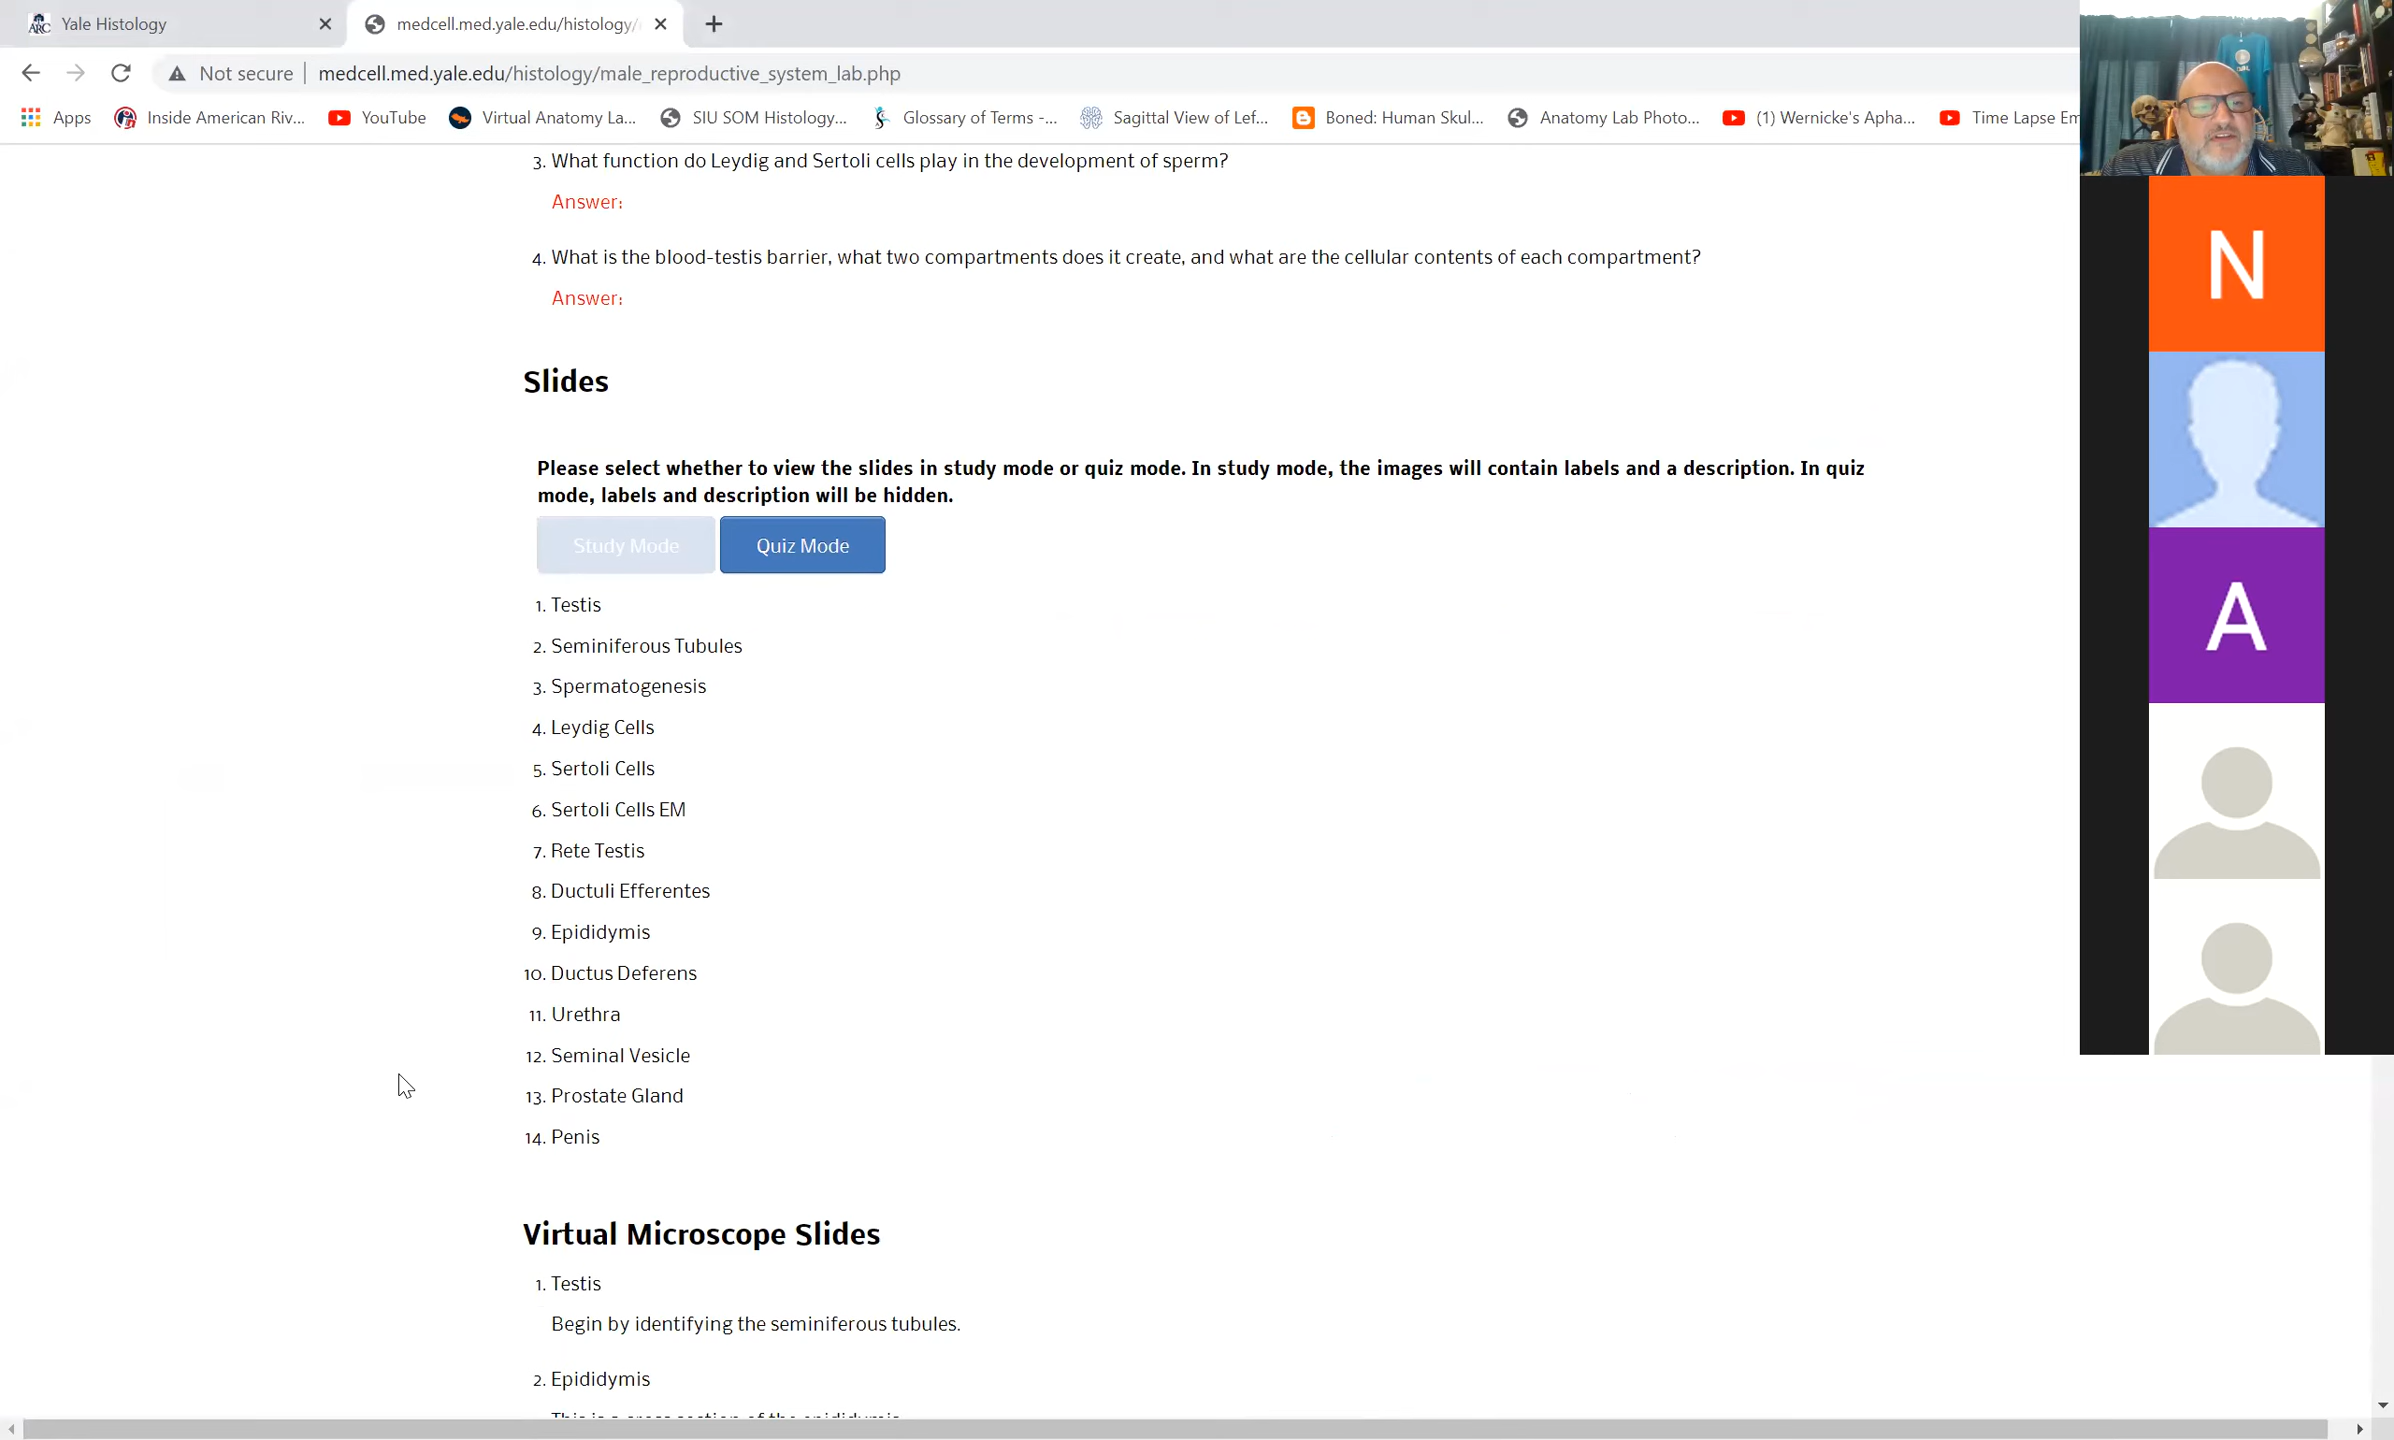 Yale Histology
medcell.med.yale.edu/histology/
Not secure medcell.med.yale.edu/histology/male_reproductive_system_lab.php
Apps Inside American Riv... YouTube Virtual Anatomy La... SIU SOM Histology... Glossary of Terms -... Sagittal View of Lef... Boned: Human Skul... Anatomy Lab Photo... (1) Wernicke's Apha... Time Lapse Em
3. What function do Leydig and Sertoli cells play in the development of sperm?
Answer:
4. What is the blood-testis barrier, what two compartments does it create, and what are the cellular contents of each compartment?
Answer:
Slides
Please select whether to view the slides in study mode or quiz mode. In study mode, the images will contain labels and a description. In quiz
mode, labels and description will be hidden.
Study Mode Quiz Mode
1. Testis
2. Seminiferous Tubules
3. Spermatogenesis
4. Leydig Cells
5. Sertoli Cells
6. Sertoli Cells EM
7. Rete Testis
8. Ductuli Efferentes
9. Epididymis
10. Ductus Deferens
11. Urethra
12. Seminal Vesicle
13. Prostate Gland
14. Penis
Virtual Microscope Slides
1. Testis
Begin by identifying the seminiferous tubules.
2. Epididymis
This is a cross section of the epididymis
N
A